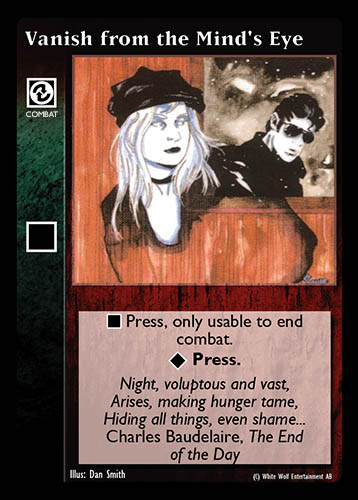 Vanish from the Mind's Eye
COMBAT
Press, only usable to end
combat.
Press.
Night, voluptous and vast,
Arises, making hunger tame,
Hiding all things, even shame...
Charles Baudelaire, The End
of the Day
Illus: Dan Smith
(C) White Wolf Entertainment AB